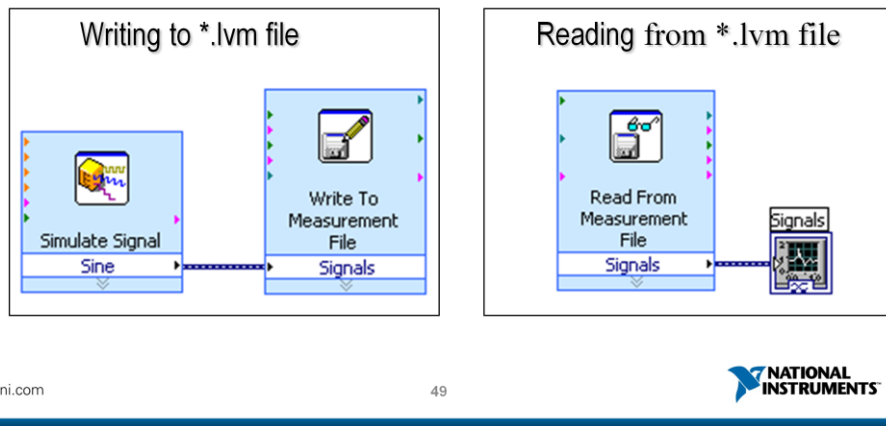 Writing to *.lvm file
Simulate Signal
Sine
Write To
Measurement
File
Signals
Reading from *.lvm file
Read From
Measurement
File
Signals
Signals
ni.com
49
NATIONAL
INSTRUMENTS™